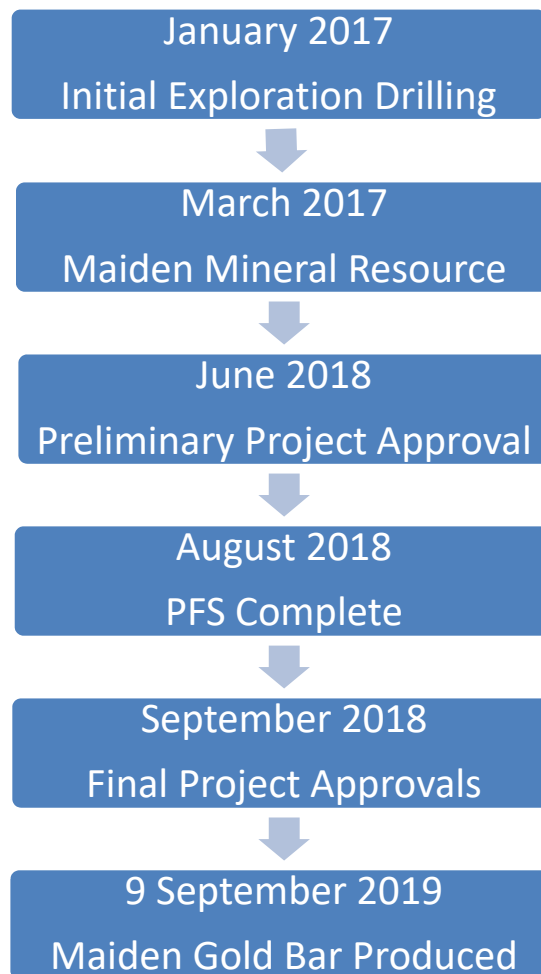 January 2017
Initial Exploration Drilling
March 2017
Maiden Mineral Resource
June 2018
Preliminary Project Approval
August 2018
PFS Complete
September 2018
Final Project Approvals
9 September 2019
Maiden Gold Bar Produced